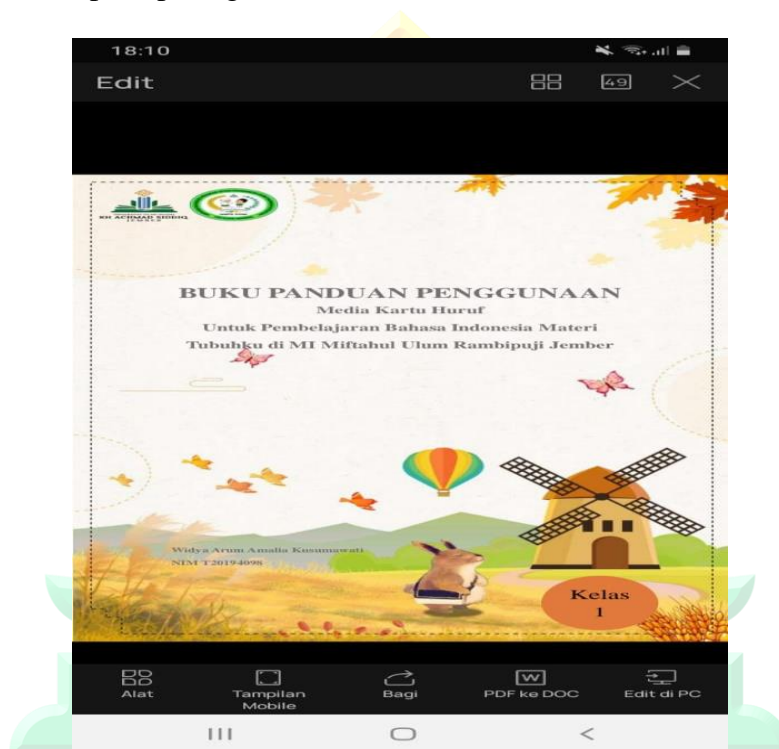 18:10
Edit
49
KH ACHMAD SIDDIQ
JEMBER
BUKU PANDUAN PENGGUNAAN
Media Kartu Huruf
Untuk Pembelajaran Bahasa Indonesia Materi
Tubuhku di MI Miftahul Ulum Rambipuji Jember
Widya Arum Amalia Kusumawati
NIM T20194098
Kelas
1
Alat
Tampilan
Mobile
Bagi
W
PDF ke DOC
Edit di PC